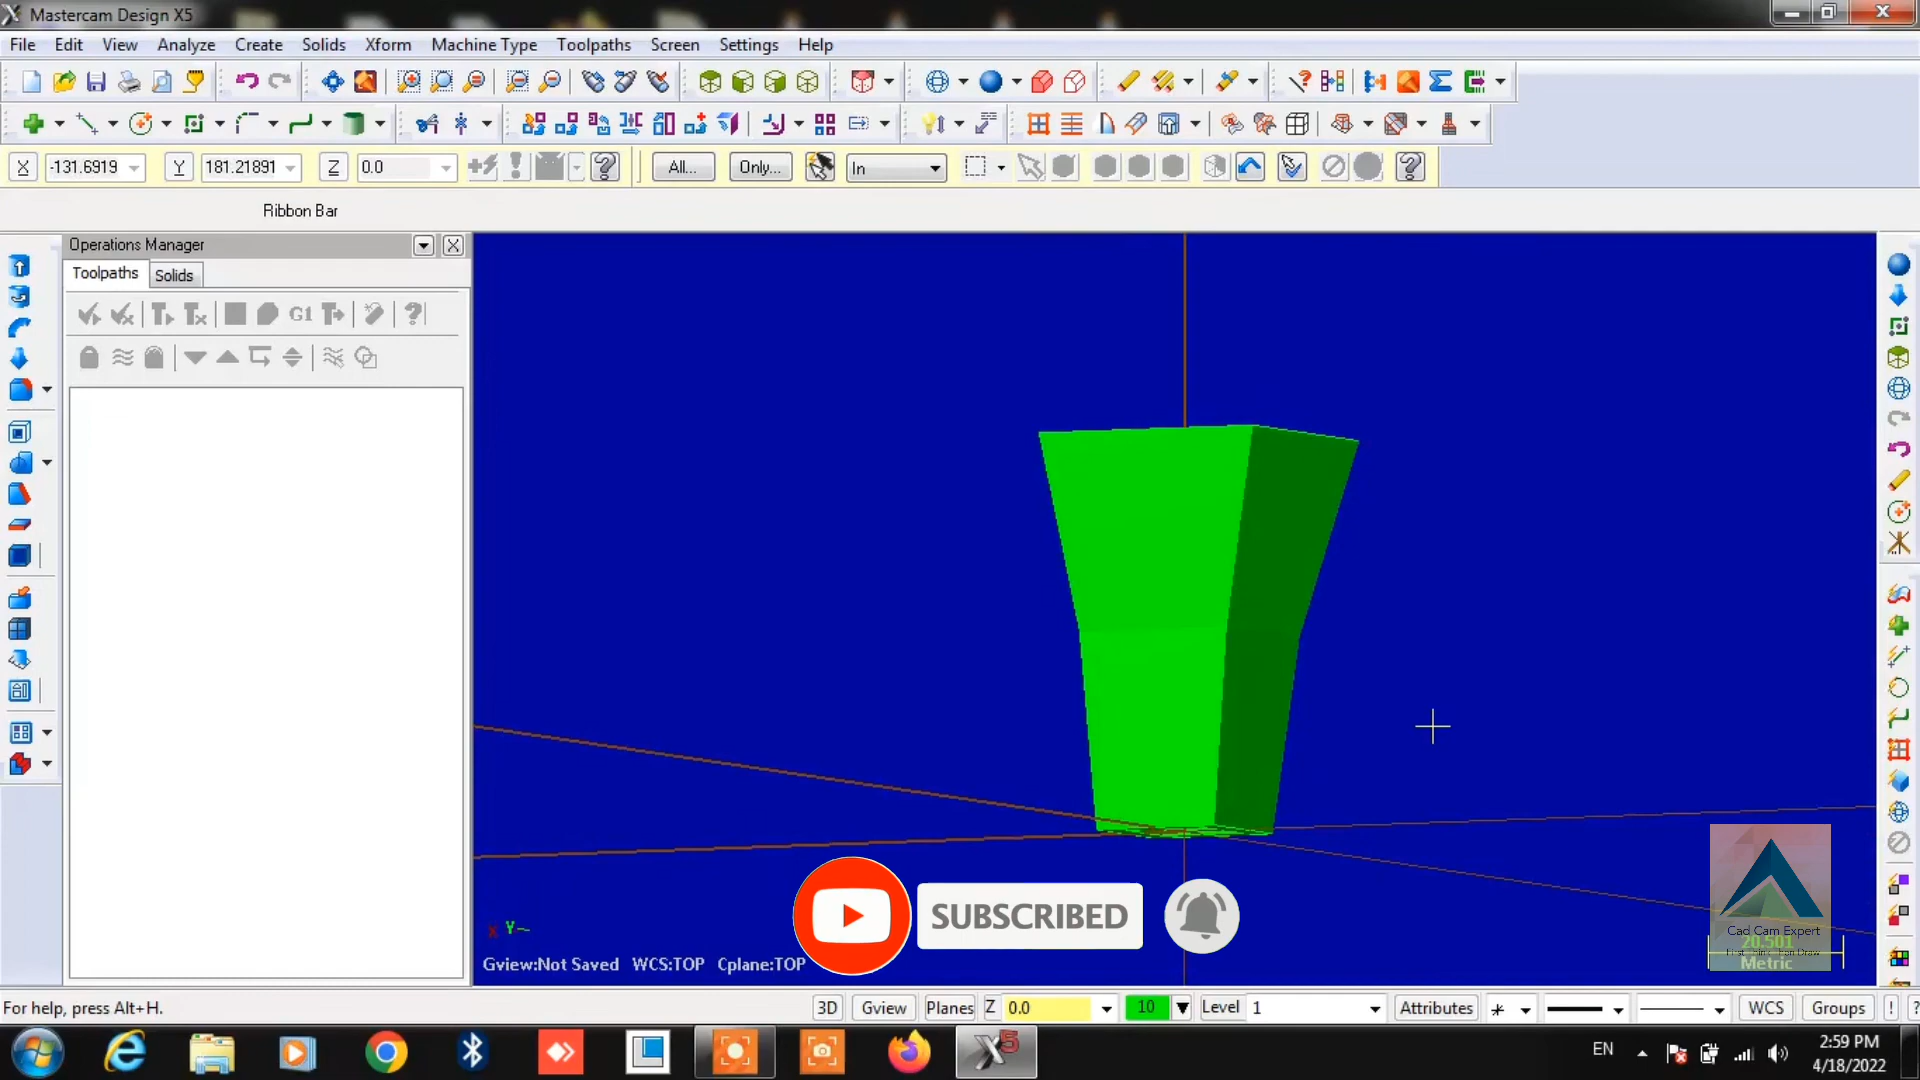 Mastercam Design X5
File Edit View Analyze Create Solids Xform Machine Type Toolpaths Screen Settings Help
X -131.6919 Y 181.21891 Z 0.0 All... Only... In
Ribbon Bar
Operations Manager
Toolpaths Solids
G1
SUBSCRIBED
Cad Cam Expert
20.501
Metric
X Y
Gview:Not Saved WCS:TOP Cplane:TOP
For help, press Alt+H.
3D Gview Planes Z 0.0 10 Level 1 Attributes WCS Groups ! ?
EN
2:59 PM
4/18/2022